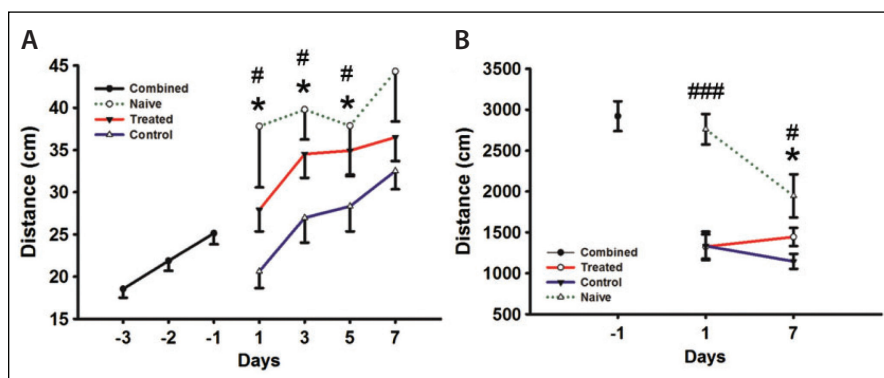 A
45
40
35
30
25
20
15
Distance (cm)
Combined
Naive
Treated
Control
#
*
#
*
#
*
-3 -2 -1 1 3 5 7
Days
B
3500
3000
2500
2000
1500
1000
500
Distance (cm)
###
#
*
Combined
Treated
Control
Naive
-1 1 7
Days